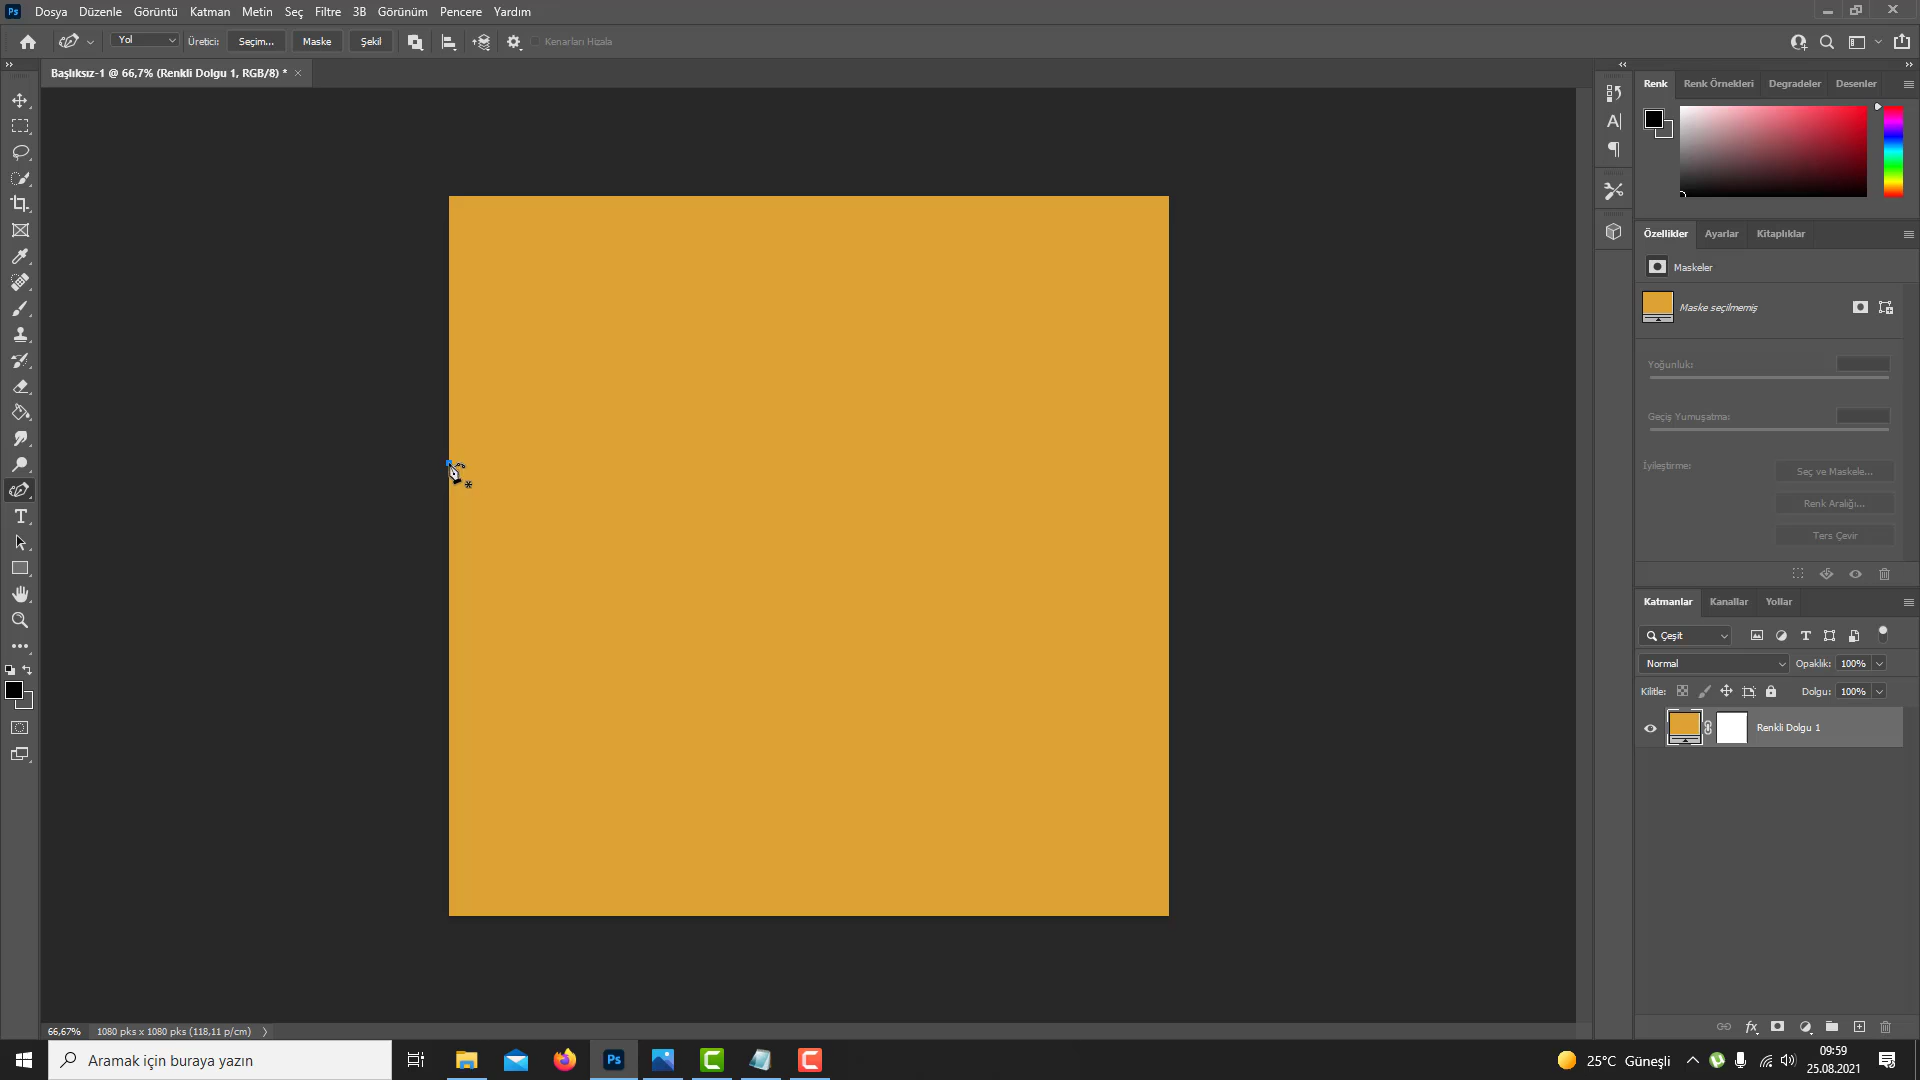 Ps Dosya Düzenle Görüntü Katman Metin Seç Filtre 3B Görünüm Pencere Yardım
Yol Üretici: Seçim... Maske Şekil Kenarları Hizala
Başlıksız-1 @ 66,7% (Renkli Dolgu 1, RGB/8) *
Renk Renk Örnekleri Degradeler Desenler
Özellikler Ayarlar Kitaplıklar
Maskeler
Maske seçilmemiş
Yoğunluk:
Geçiş Yumuşatma:
İyileştirme: Seç ve Maskele...
Renk Aralığı...
Ters Çevir
Katmanlar Kanallar Yollar
Çeşit
Normal Opaklık: 100%
Kilitle: Dolgu: 100%
Renkli Dolgu 1
66,67% 1080 pks x 1080 pks (118,11 p/cm)
Aramak için buraya yazın
Ps
25°C Güneşli
09:59
25.08.2021